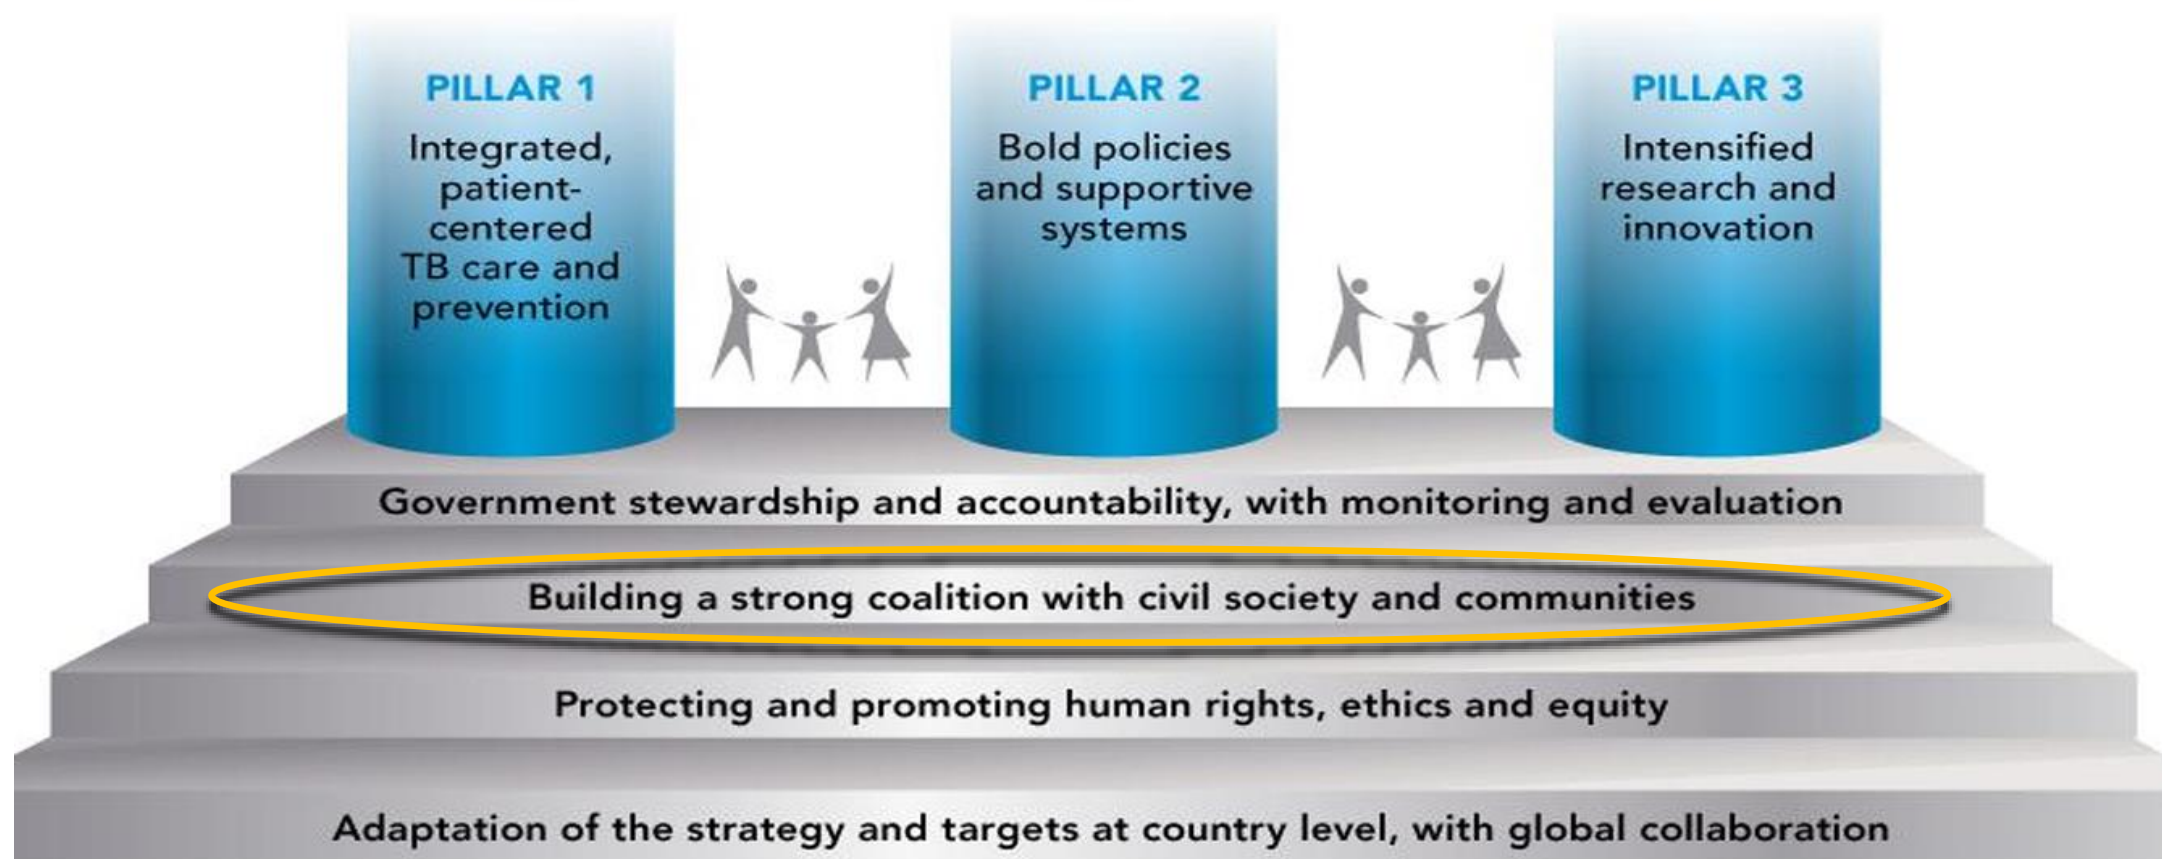 PILLAR 1
Integrated,
patient-
centered
TB care and
prevention
PILLAR 2
Bold policies
and supportive
systems
PILLAR 3
Intensified
research and
innovation
Government stewardship and accountability, with monitoring and evaluation
Building a strong coalition with civil society and communities
Protecting and promoting human rights, ethics and equity
Adaptation of the strategy and targets at country level, with global collaboration